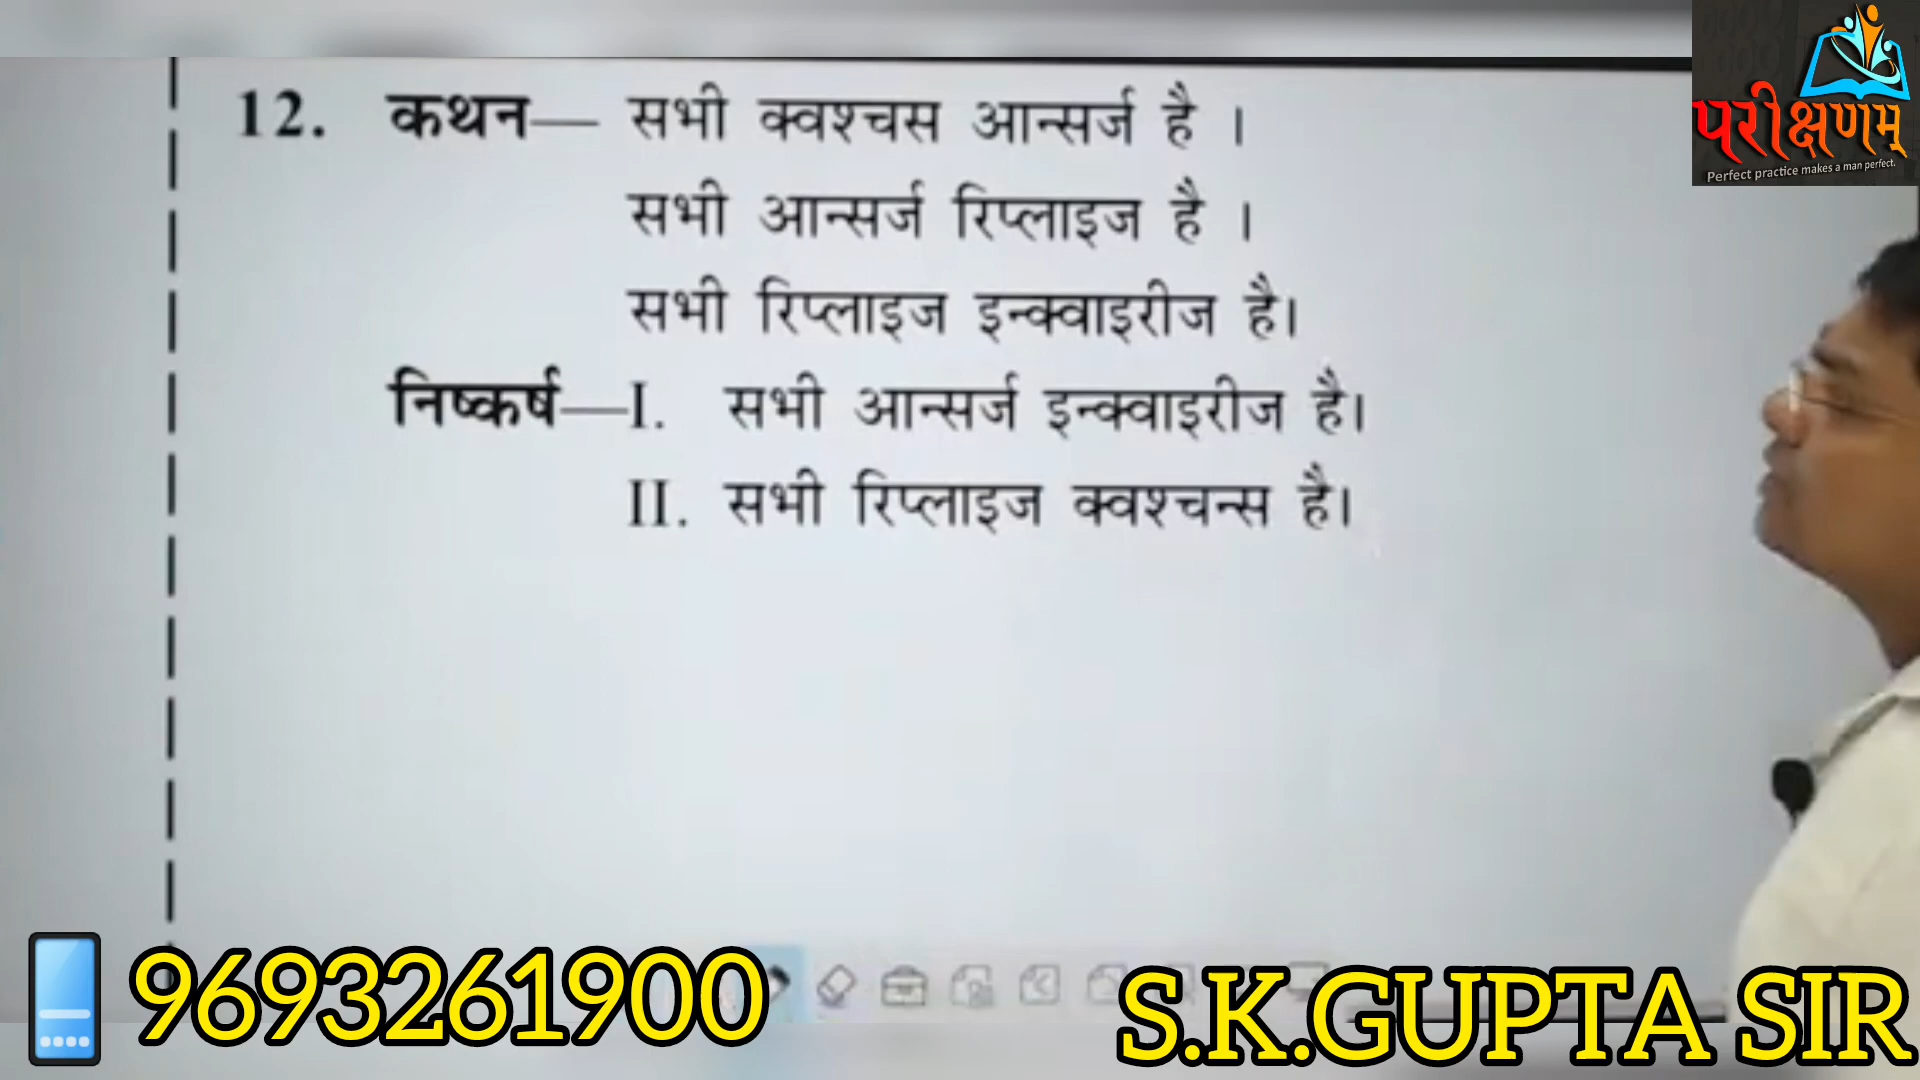 परीक्षणम्
Perfect practice makes a man perfect.
12. कथन— सभी क्वश्चस आन्सर्ज है ।
सभी आन्सर्ज रिप्लाइज है ।
सभी रिप्लाइज इन्क्वाइरीज है।
निष्कर्ष—I. सभी आन्सर्ज इन्क्वाइरीज है।
II. सभी रिप्लाइज क्वश्चन्स है।
9693261900
S.K.GUPTA SIR